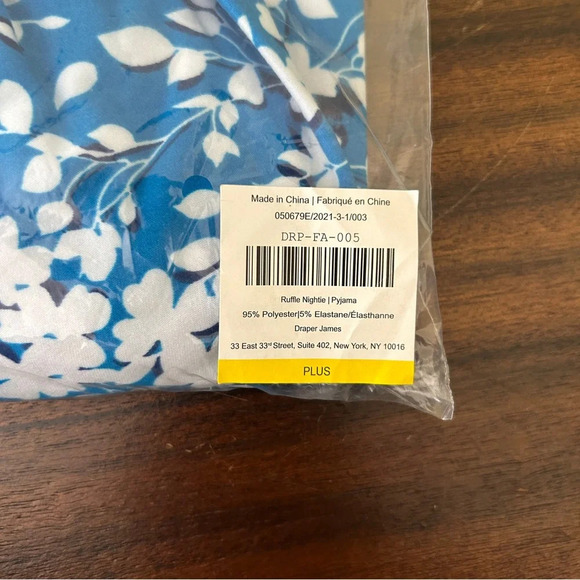 Made in China | Fabriqué en Chine
050679E/2021-3-1/003
DRP-FA-005
Ruffle Nightie | Pyjama
95% Polyester|5% Elastane/Élasthanne
Draper James
33 East 33rd Street, Suite 402, New York, NY 10016
PLUS